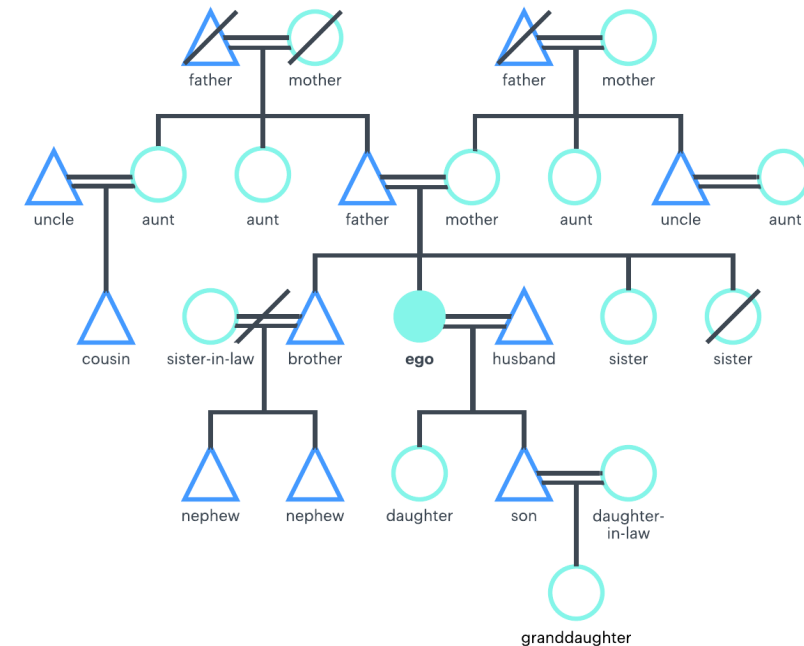 father
mother
father
mother
uncle
aunt
aunt
father
mother
aunt
uncle
aunt
cousin
sister-in-law
brother
ego
husband
sister
sister
nephew
nephew
daughter
son
daughter-
in-law
granddaughter